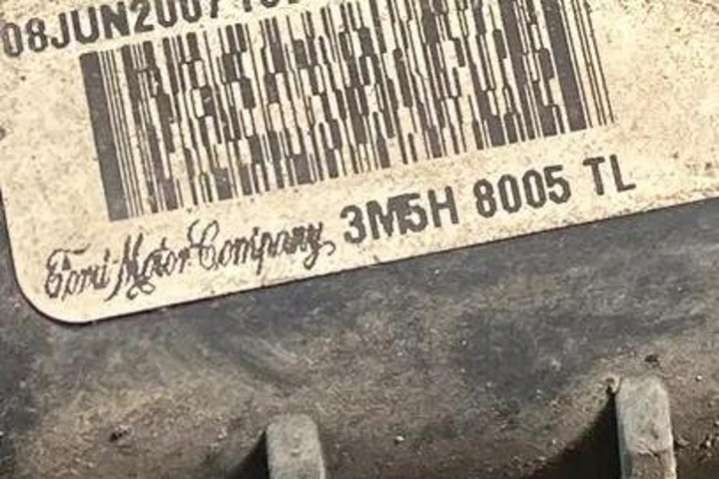 08JUN2007
Ford Motor Company 3M5H 8005 TL